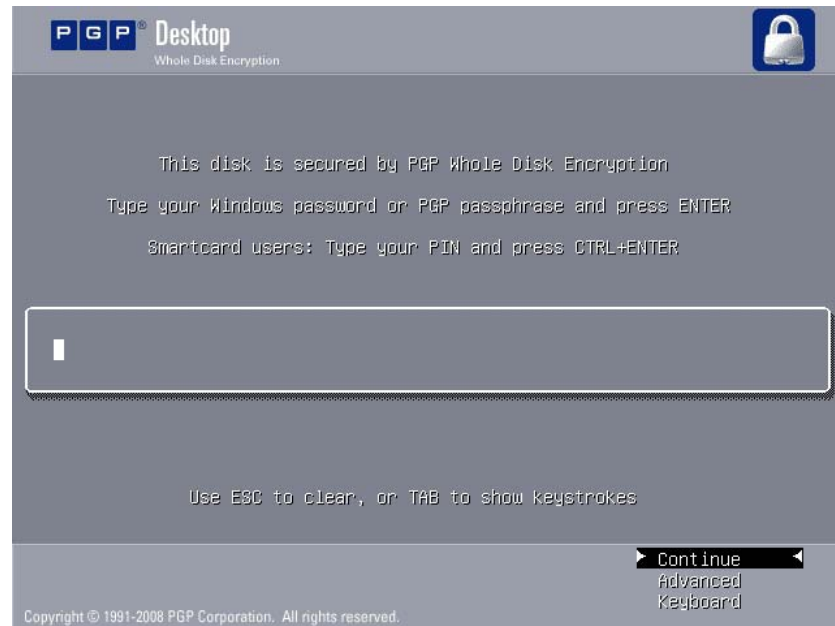 PGP® Desktop
Whole Disk Encryption
This disk is secured by PGP Whole Disk Encryption
Type your Windows password or PGP passphrase and press ENTER
Smartcard users: Type your PIN and press CTRL+ENTER
Use ESC to clear, or TAB to show keystrokes
Continue
Advanced
Keyboard
Copyright © 1991-2008 PGP Corporation. All rights reserved.